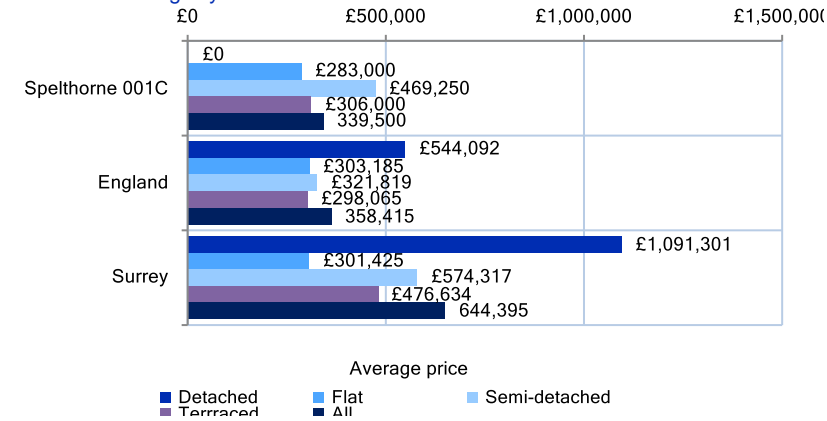 £0 £500,000 £1,000,000 £1,500,000
£0
£283,000
Spelthorne 001C £469,250
£306,000
339,500
£544,092
£303,185
England £321,819
£298,065
358,415
£1,091,301
£301,425
Surrey £574,317
£476,634
644,395
Average price
Detached Flat Semi-detached
Terrraced All